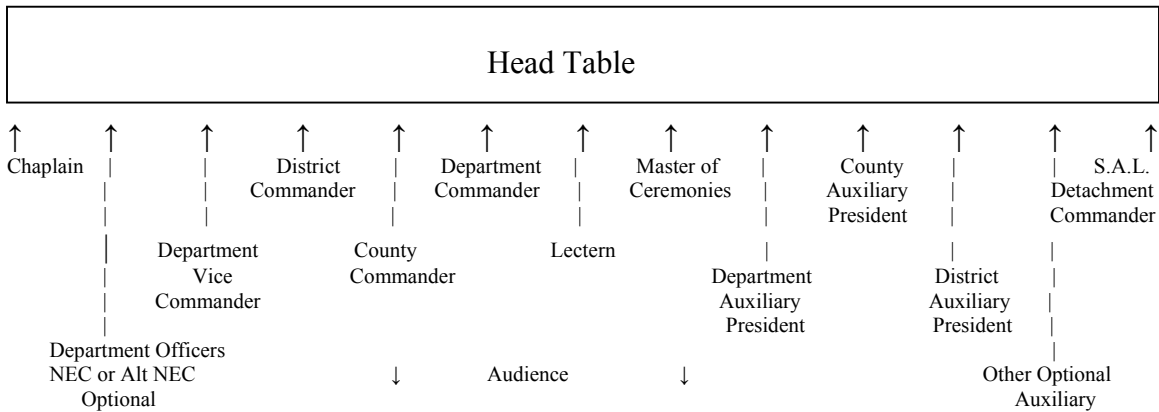 Head Table
↑ ↑ ↑ ↑ ↑ ↑ ↑ ↑ ↑ ↑ ↑ ↑ ↑
Chaplain
District
Commander
Department
Commander
Master of
Ceremonies
County
Auxiliary
President
S.A.L.
Detachment
Commander
Department
Vice
Commander
County
Commander
Lectern
Department
Auxiliary
President
District
Auxiliary
President
Department Officers
NEC or Alt NEC
Optional
↓ Audience ↓
Other Optional
Auxiliary